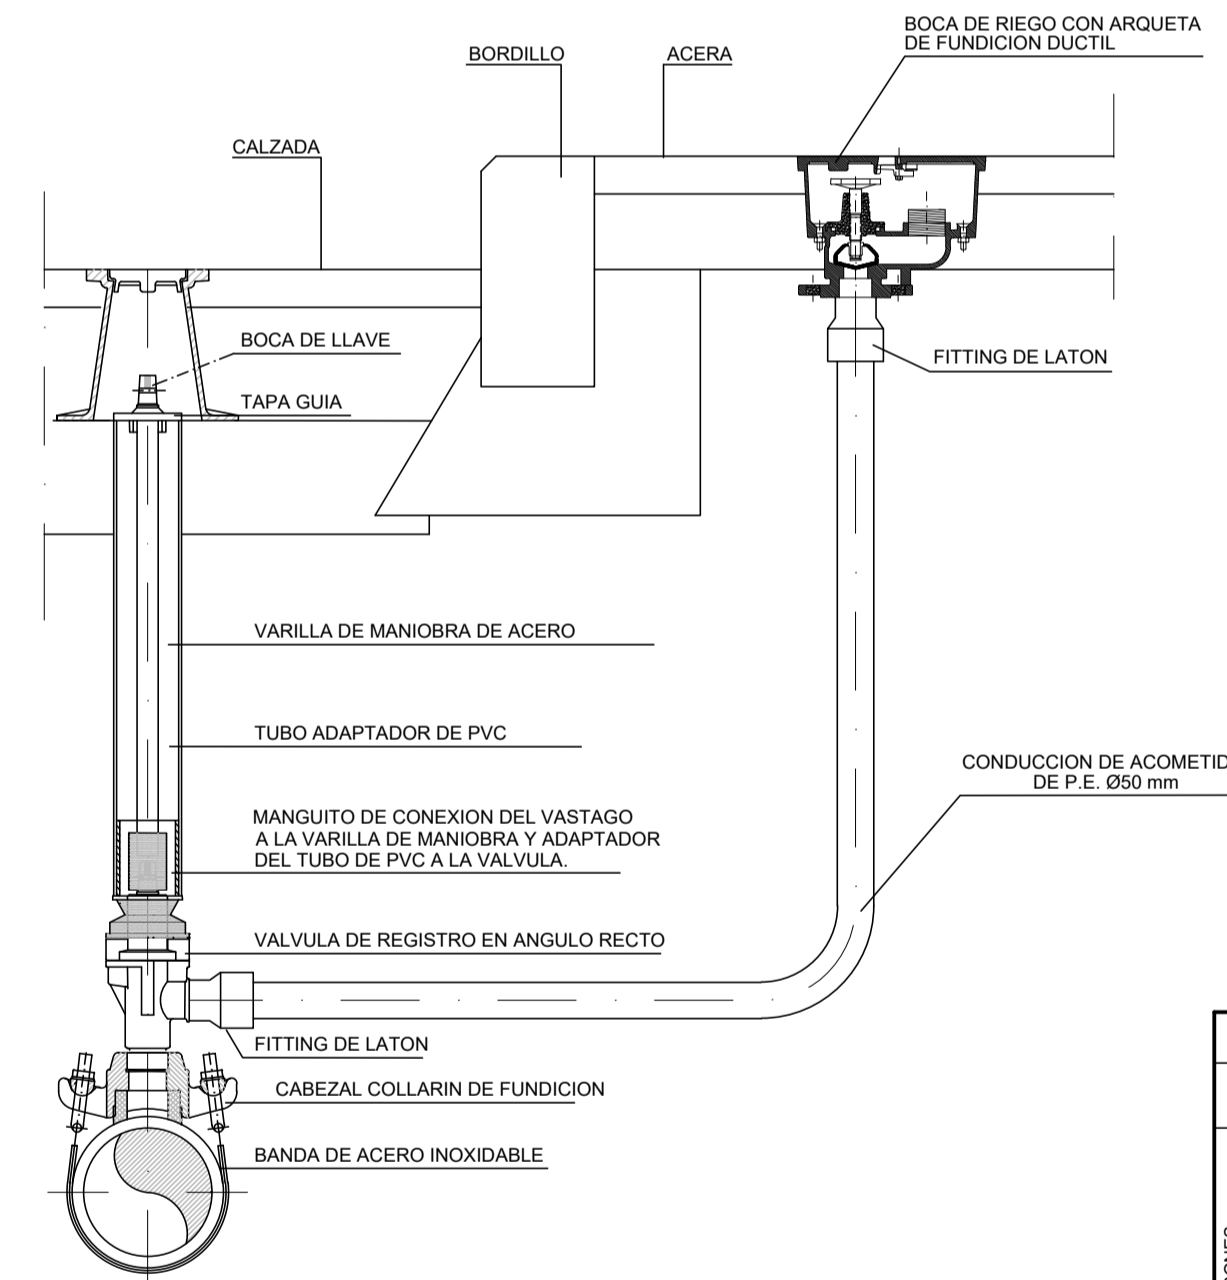 BOCA DE RIEGO CON ARQUETA
DE FUNDICION DUCTIL
BORDILLO
ACERA
CALZADA
BOCA DE LLAVE
FITTING DE LATON
TAPA GUIA
VARILLA DE MANIOBRA DE ACERO
TUBO ADAPTADOR DE PVC
CONDUCCION DE ACOMETID
DE P.E. Ø50 mm
MANGUITO DE CONEXION DEL VASTAGO
A LA VARILLA DE MANIOBRA Y ADAPTADOR
DEL TUBO DE PVC A LA VALVULA.
VALVULA DE REGISTRO EN ANGULO RECTO
FITTING DE LATON
CABEZAL COLLARIN DE FUNDICION
BANDA DE ACERO INOXIDABLE